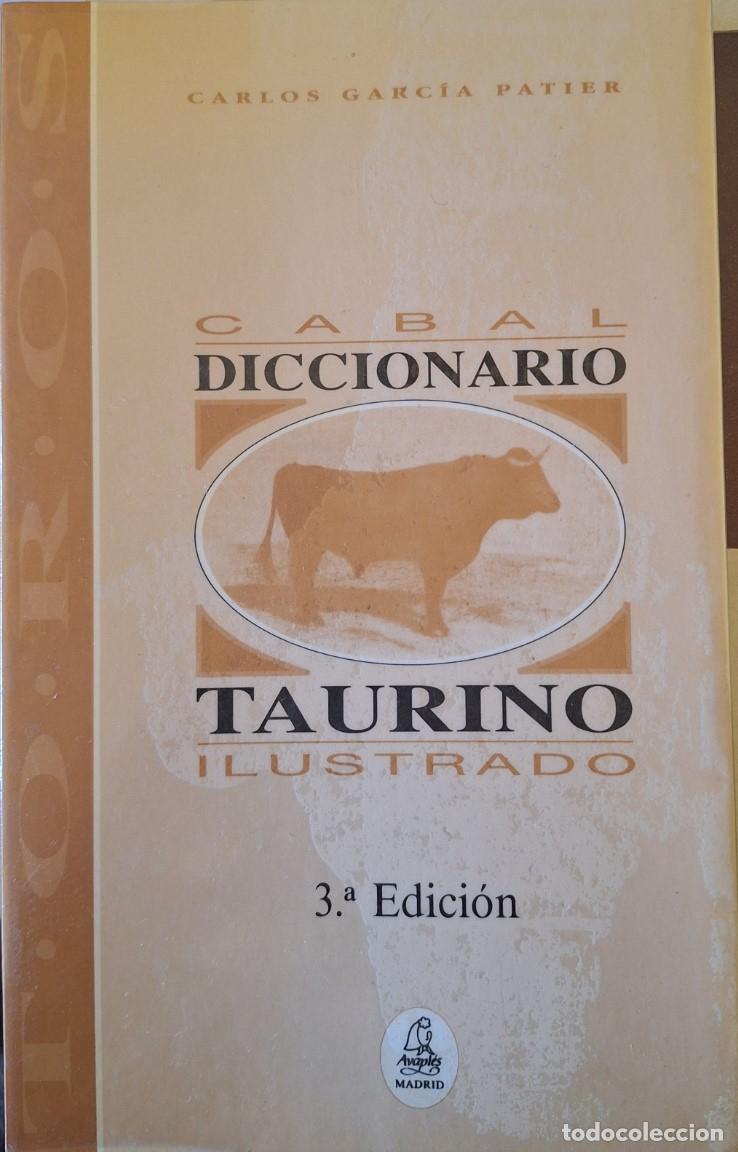 CARLOS GARCÍA PATIER
T·O·R·O·S
CABAL
DICCIONARIO
TAURINO
ILUSTRADO
3.ª Edición
Avapiés
MADRID
todocoleccion